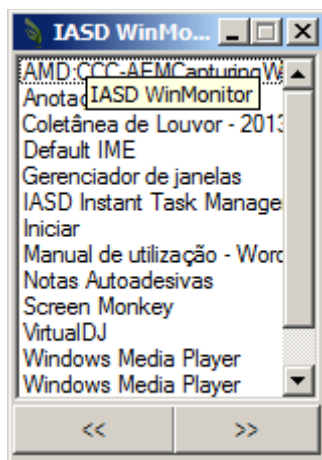 IASD WinMo...
AMD:CCC-AEMCapturingW
Anotaç
IASD WinMonitor
Coletânea de Louvor - 2013
Default IME
Gerenciador de janelas
IASD Instant Task Manage
Iniciar
Manual de utilização - Word
Notas Autoadesivas
Screen Monkey
VirtualDJ
Windows Media Player
Windows Media Player
<< >>